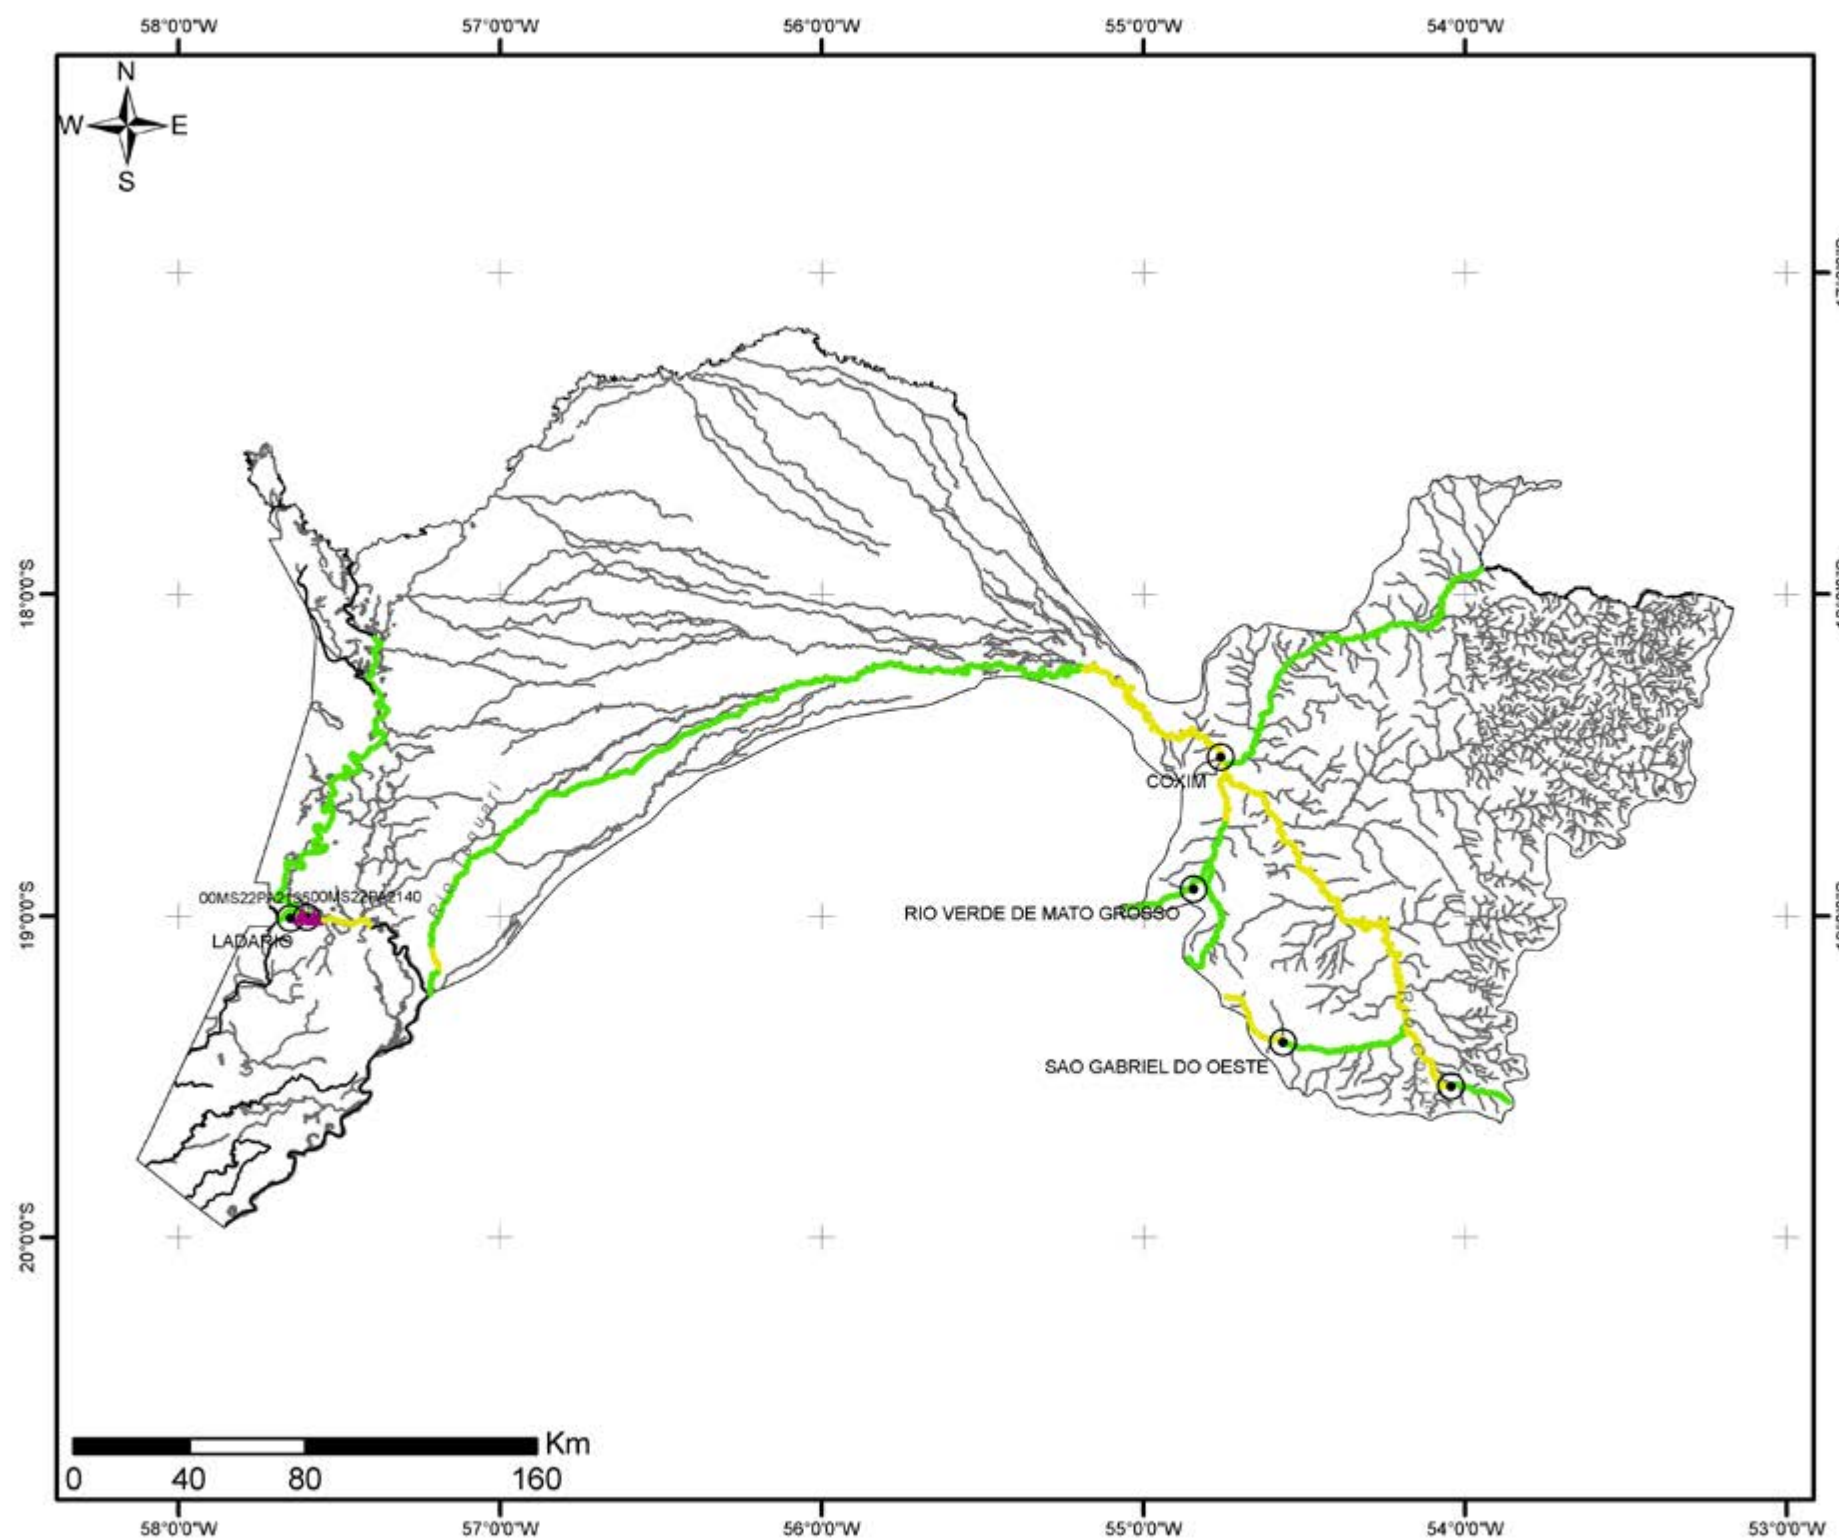 58°0'0"W 57°0'0"W 56°0'0"W 55°0'0"W 54°0'0"W
N
W E
S
18°0'0"S
COXIM
00MS22PA2140
RIO VERDE DE MATO GROSSO
19°0'0"S
LADARIO
SAO GABRIEL DO OESTE
20°0'0"S
Km
0 40 80 160
58°0'0"W 57°0'0"W 56°0'0"W 55°0'0"W 54°0'0"W 53°0'0"W